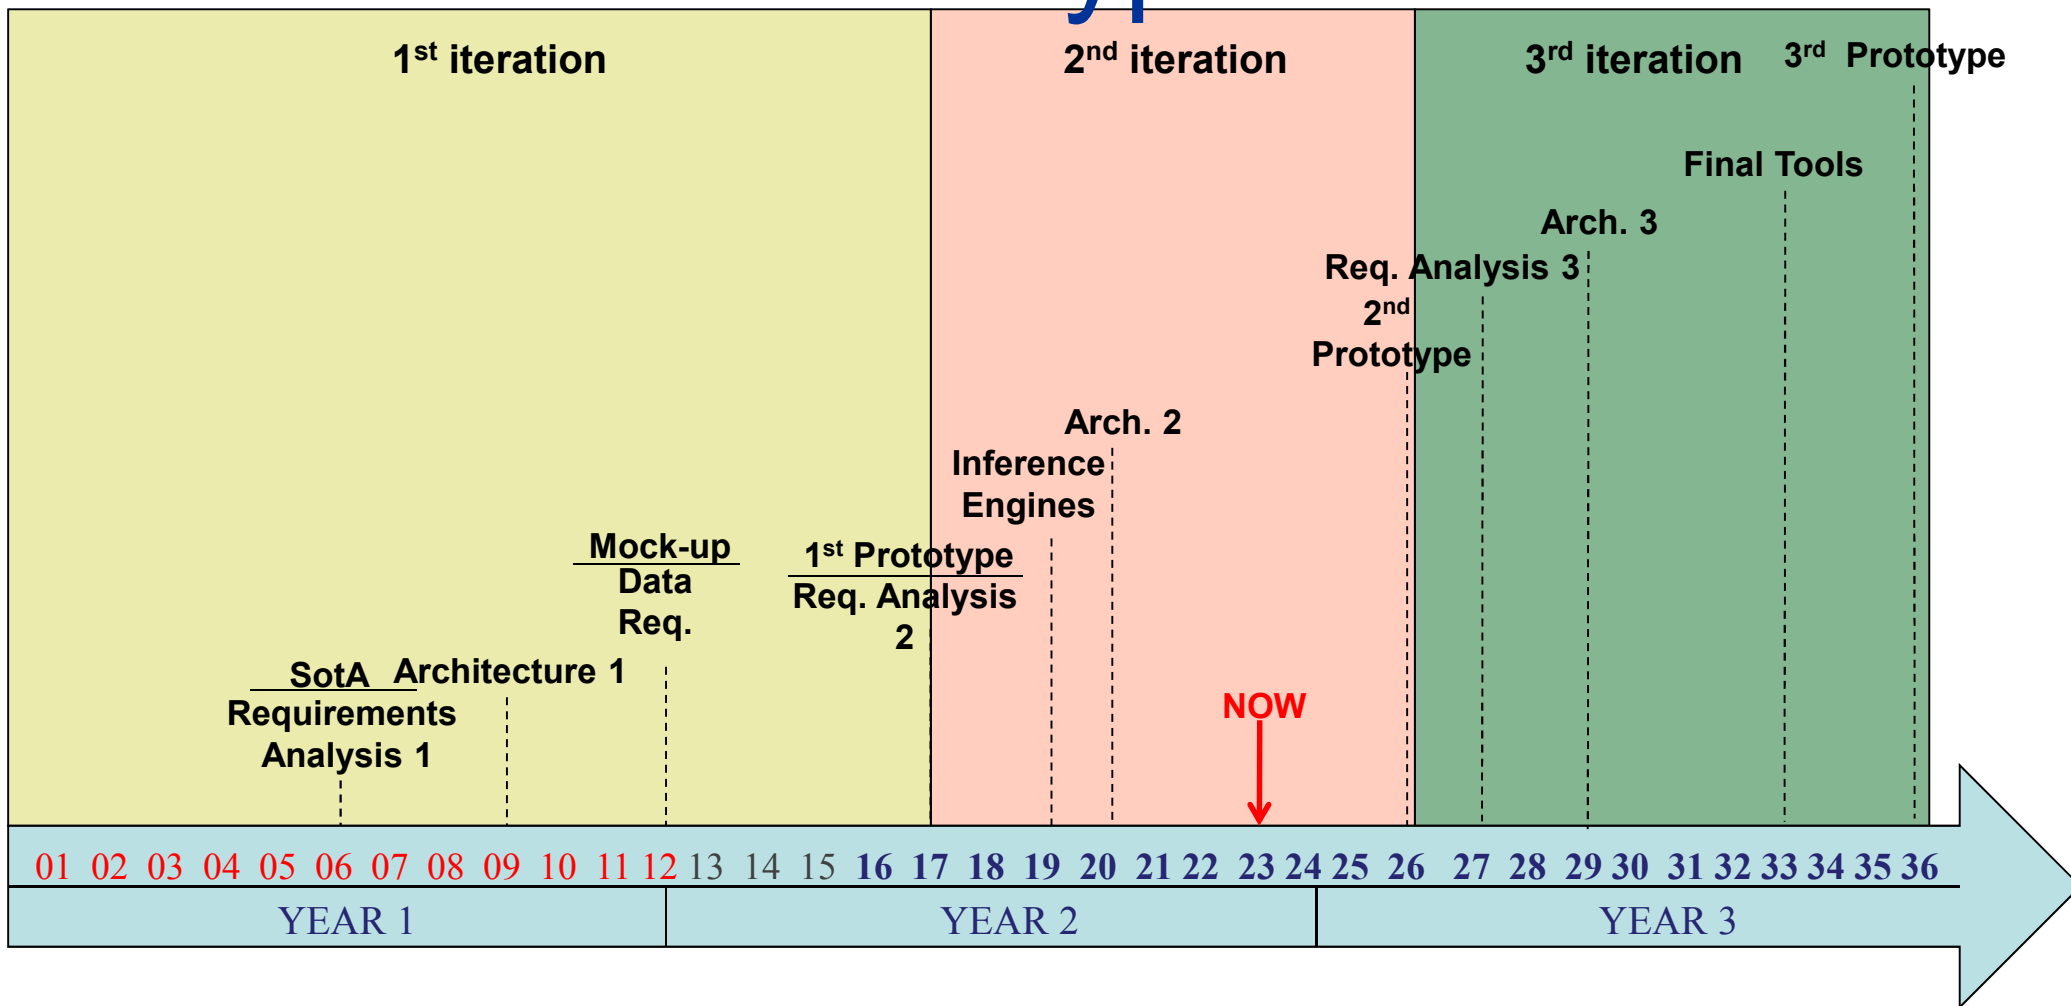 1st iteration
2nd iteration
3rd iteration
3rd Prototype
Final Tools
Arch. 3
Req. Analysis 3
2nd
Prototype
Arch. 2
Inference
Engines
Mock-up
Data
Req.
1st Prototype
Req. Analysis
2
SotA
Requirements
Analysis 1
Architecture 1
NOW
01 02 03 04 05 06 07 08 09 10 11 12 13 14 15 16 17 18 19 20 21 22 23 24 25 26 27 28 29 30 31 32 33 34 35 36
YEAR 1 YEAR 2 YEAR 3